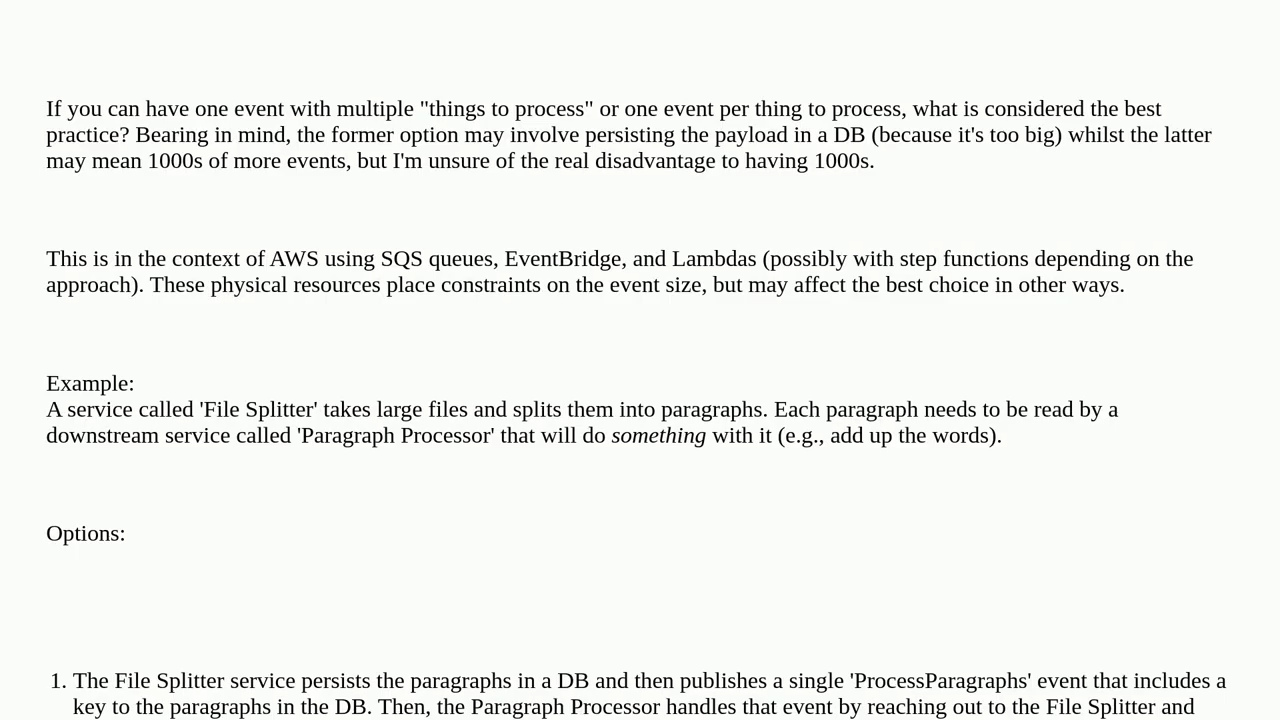 If you can have one event with multiple "things to process" or one event per thing to process, what is considered the best
practice? Bearing in mind, the former option may involve persisting the payload in a DB (because it's too big) whilst the latter
may mean 1000s of more events, but I'm unsure of the real disadvantage to having 1000s.
This is in the context of AWS using SQS queues, EventBridge, and Lambdas (possibly with step functions depending on the
approach). These physical resources place constraints on the event size, but may affect the best choice in other ways.
Example:
A service called 'File Splitter' takes large files and splits them into paragraphs. Each paragraph needs to be read by a
downstream service called 'Paragraph Processor' that will do something with it (e.g., add up the words).
Options:
1. The File Splitter service persists the paragraphs in a DB and then publishes a single 'ProcessParagraphs' event that includes a
key to the paragraphs in the DB. Then, the Paragraph Processor handles that event by reaching out to the File Splitter and